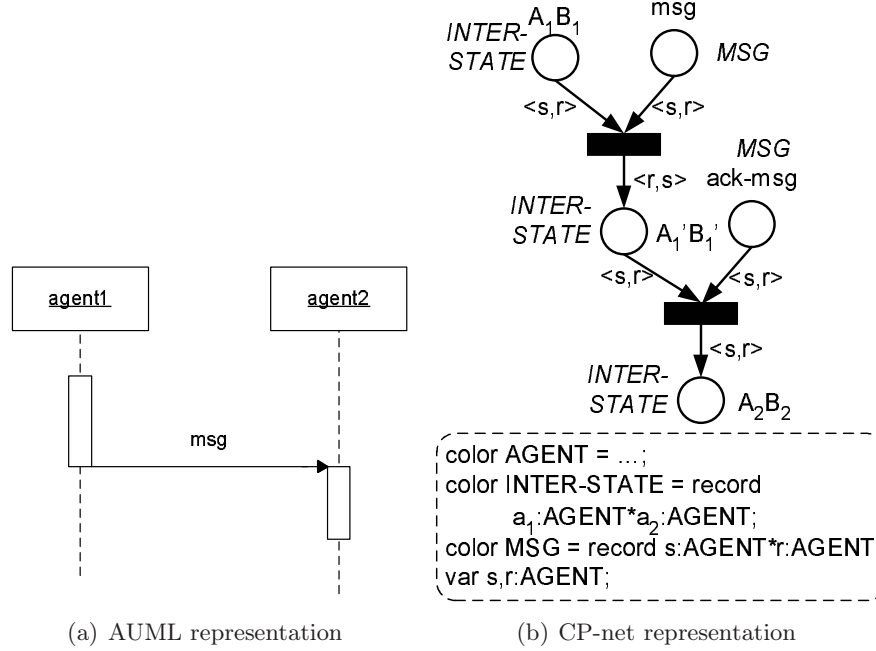 agent1
agent2
msg
(a) AUML representation
A₁B₁
msg
INTER-
STATE
MSG
<s,r>
<s,r>
<r,s>
MSG
ack-msg
INTER-
STATE
A₁'B₁'
<s,r>
<s,r>
<s,r>
INTER-
STATE
A₂B₂
color AGENT = ...;
color INTER-STATE = record
a₁:AGENT*a₂:AGENT;
color MSG = record s:AGENT*r:AGENT
var s,r:AGENT;
(b) CP-net representation